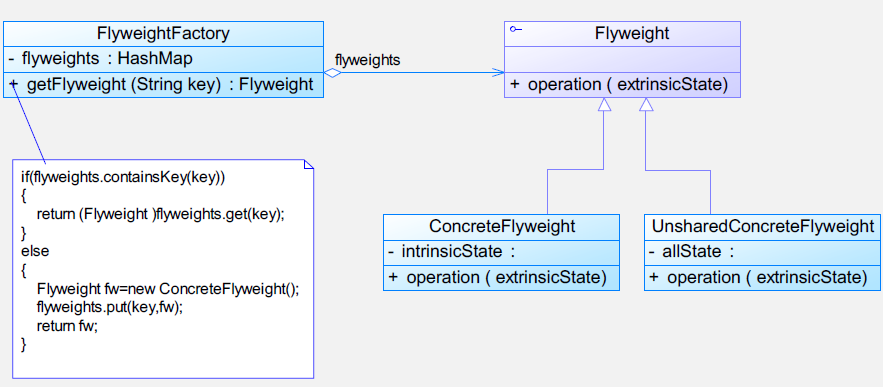 FlyweightFactory
- flyweights : HashMap
+ getFlyweight (String key) : Flyweight
flyweights
Flyweight
+ operation ( extrinsicState)
if(flyweights.containsKey(key))
{
return (Flyweight )flyweights.get(key);
}
else
{
Flyweight fw=new ConcreteFlyweight();
flyweights.put(key,fw);
return fw;
}
ConcreteFlyweight
- intrinsicState :
+ operation ( extrinsicState)
UnsharedConcreteFlyweight
- allState :
+ operation ( extrinsicState)